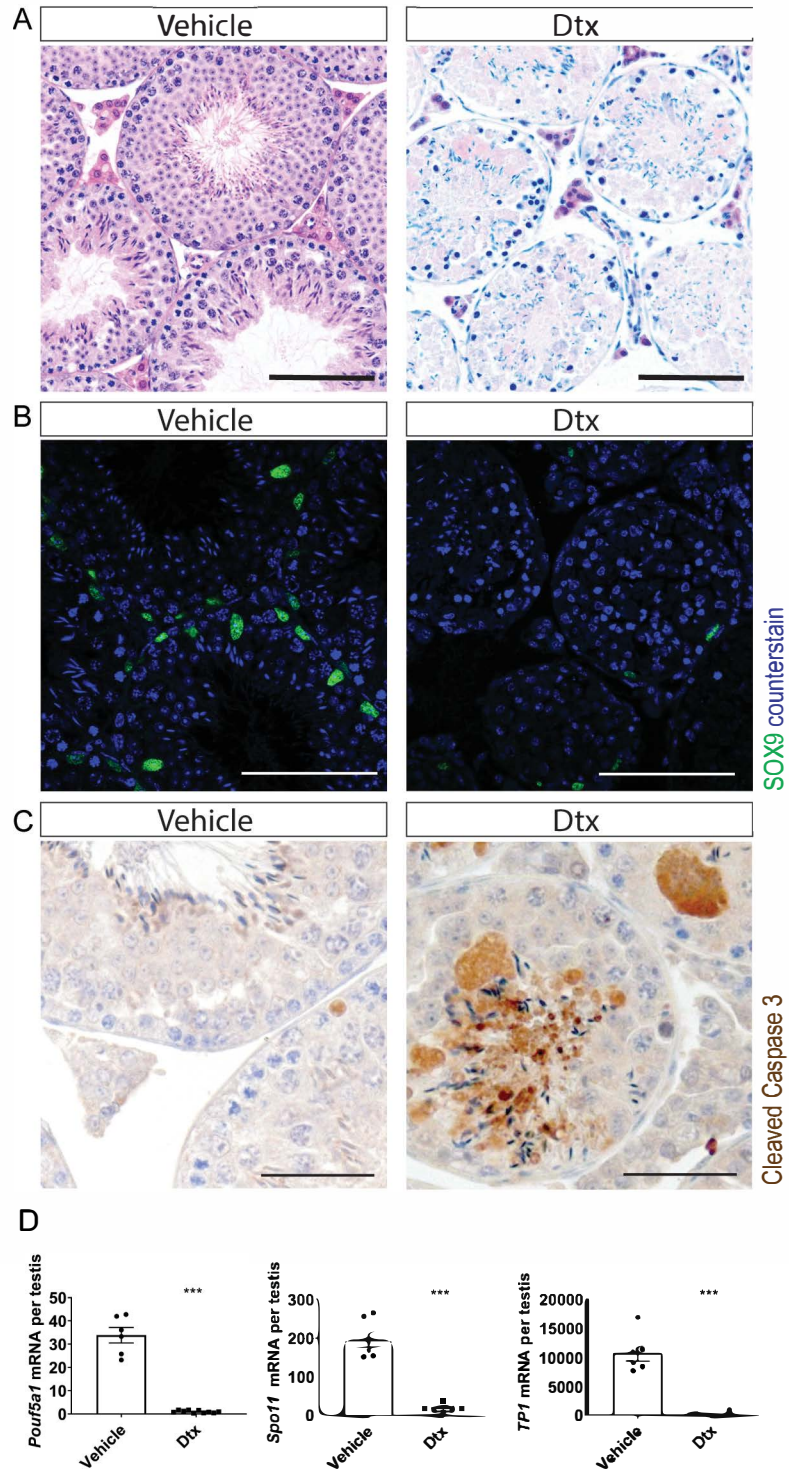 A
Vehicle
Dtx
B
Vehicle
Dtx
SOX9 counterstain
C
Vehicle
Dtx
Cleaved Caspase 3
D
Pouf5a1 mRNA per testis
50
40
30
20
10
0
***
Vehicle
Dtx
Spo11 mRNA per testis
300
200
100
0
***
Vehicle
Dtx
TP1 mRNA per testis
20000
15000
10000
5000
0
***
Vehicle
Dtx